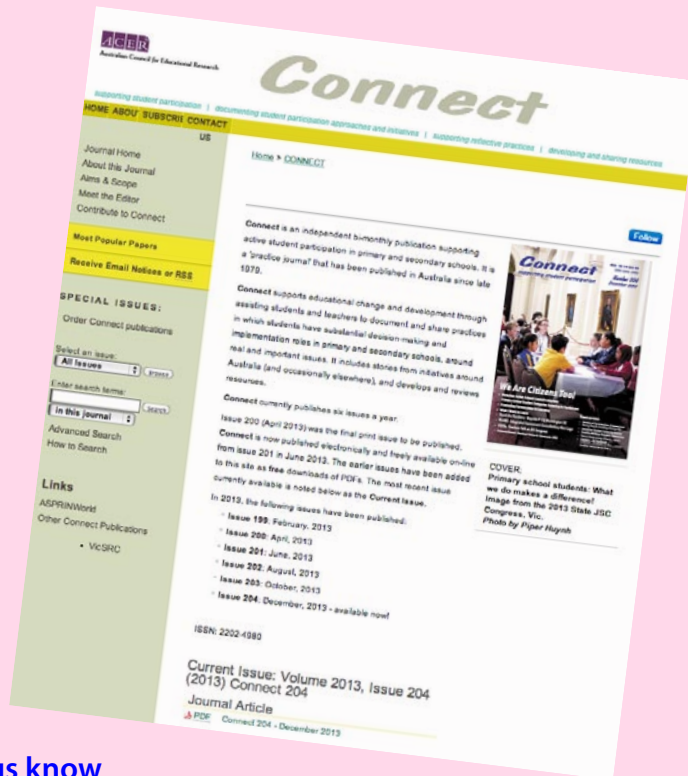 ACER
Australian Council for Educational Research
Connect
supporting student participation | documenting student participation approaches and initiatives | supporting reflective practices | developing and sharing resources
HOME ABOU SUBSCRII CONTACT
US
Journal Home
About this Journal
Aims & Scope
Meet the Editor
Contribute to Connect
Most Popular Papers
Receive Email Notices or RSS
SPECIAL ISSUES:
Order Connect publications
Select an issue:
All Issues
Browse
Enter search terms:
Search
in this journal
Advanced Search
How to Search
Links
ASPRINWorld
Other Connect Publications
• VicSRC
Home > CONNECT
Follow
Connect is an independent bimonthly publication supporting
active student participation in primary and secondary schools. It is
a 'practice journal' that has been published in Australia since late
1979.
Connect supports educational change and development through
assisting students and teachers to document and share practices
in which students have substantial decision-making and
implementation roles in primary and secondary schools, around
real and important issues. It includes stories from initiatives around
Australia (and occasionally elsewhere), and develops and reviews
resources.
Connect currently publishes six issues a year.
Issue 200 (April 2013) was the final print issue to be published.
Connect is now published electronically and freely available on-line
from issue 201 in June 2013. The earlier issues have been added
to this site as free downloads of PDFs. The most recent issue
currently available is noted below as the Current Issue.
In 2013, the following issues have been published:
Issue 199: February, 2013
Issue 200: April, 2013
Issue 201: June, 2013
Issue 202: August, 2013
Issue 203: October, 2013
Issue 204: December, 2013 - available now!
ISSN: 2202-4980
Current Issue: Volume 2013, Issue 204
(2013) Connect 204
Journal Article
PDF Connect 204 - December 2013
Connect
supporting student participation
Number 204
December 2013
We Are Citizens Too!
COVER:
Primary school students: What
we do makes a difference!
Image from the 2013 State JSC
Congress, Vic.
Photo by Piper Huynh
us know